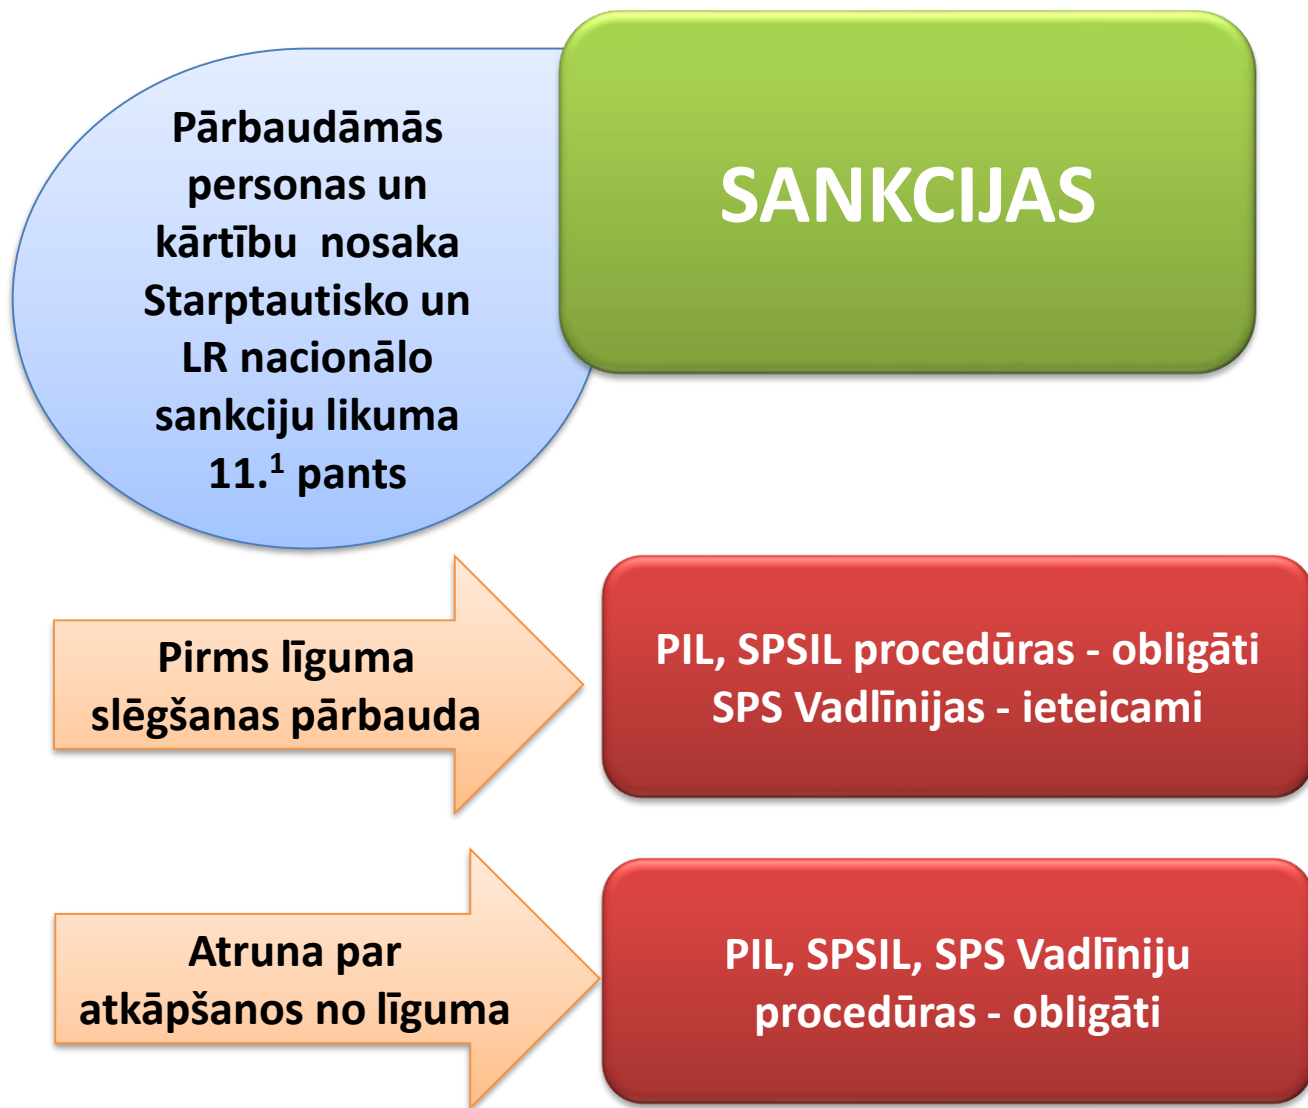 Pārbaudāmās
personas un
kārtību nosaka
Starptautisko un
LR nacionālo
sankciju likuma
11.¹ pants
SANKCIJAS
Pirms līguma
slēgšanas pārbauda
PIL, SPSIL procedūras - obligāti
SPS Vadlīnijas - ieteicami
Atruna par
atkāpšanos no līguma
PIL, SPSIL, SPS Vadlīniju
procedūras - obligāti